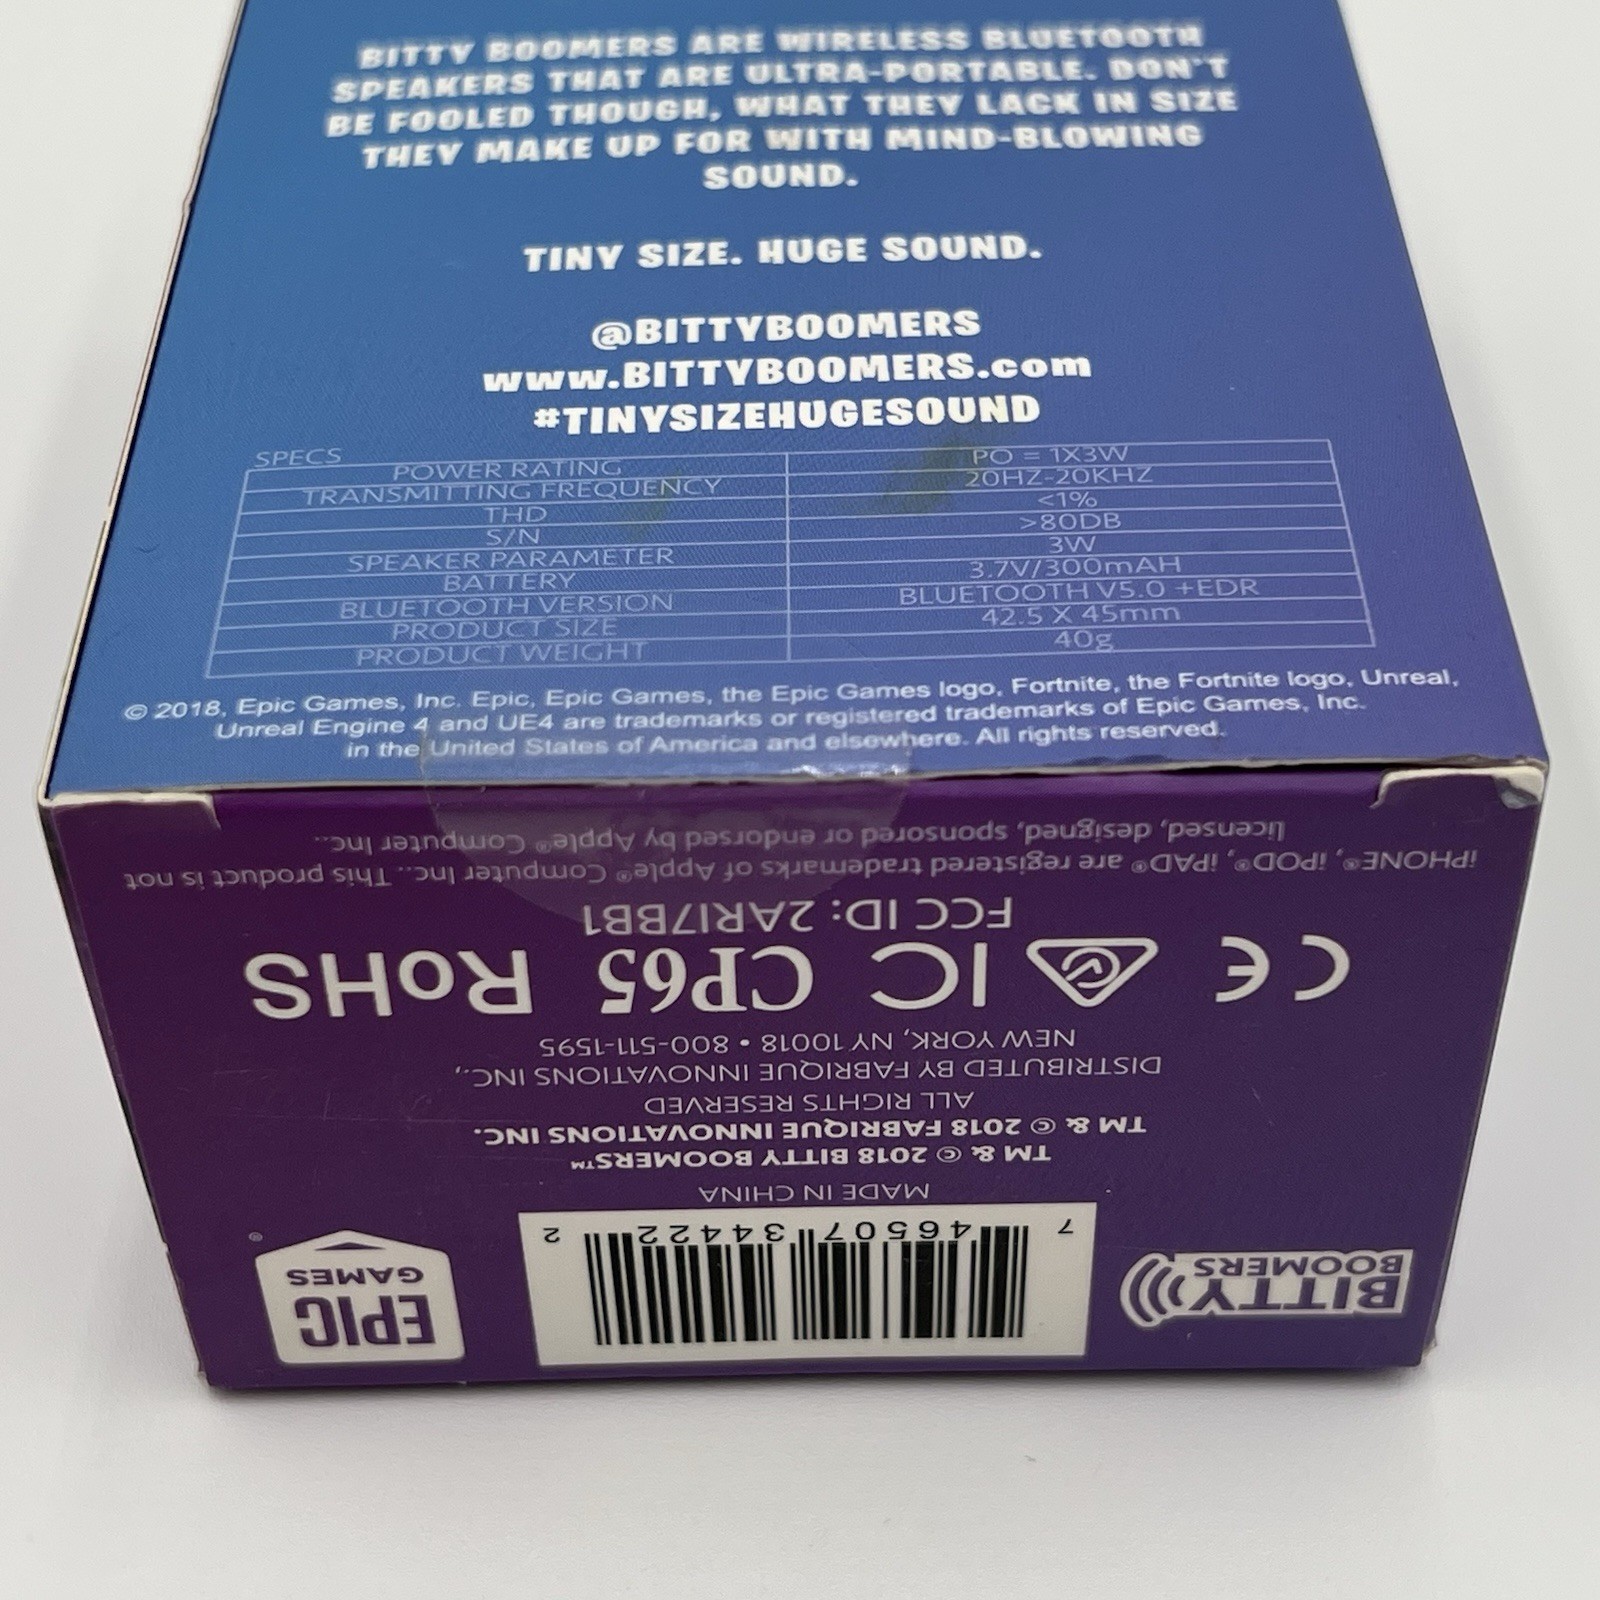 BITTY BOOMERS ARE WIRELESS BLUETOOTH
SPEAKERS THAT ARE ULTRA-PORTABLE. DON'T
BE FOOLED THOUGH, WHAT THEY LACK IN SIZE
THEY MAKE UP FOR WITH MIND-BLOWING
SOUND.
TINY SIZE. HUGE SOUND.
@BITTYBOOMERS
www.BITTYBOOMERS.com
#TINYSIZEHUGESOUND
SPECS
POWER RATING PO = 1X3W
TRANSMITTING FREQUENCY 20HZ-20KHZ
THD <1%
S/N >80DB
SPEAKER PARAMETER 3W
BATTERY 3.7V/300mAH
BLUETOOTH VERSION BLUETOOTH V5.0 +EDR
PRODUCT SIZE 42.5 X 45mm
PRODUCT WEIGHT 40g
© 2018, Epic Games, Inc. Epic, Epic Games, the Epic Games logo, Fortnite, the Fortnite logo, Unreal,
Unreal Engine 4 and UE4 are trademarks or registered trademarks of Epic Games, Inc.
in the United States of America and elsewhere. All rights reserved.
BITTY
BOOMERS
7 46507 34422 2
EPIC
GAMES
®
MADE IN CHINA
TM & © 2018 BITTY BOOMERS™
TM & © 2018 FABRIQUE INNOVATIONS INC.
ALL RIGHTS RESERVED
DISTRIBUTED BY FABRIQUE INNOVATIONS INC.,
NEW YORK, NY 10018 • 800-511-1595
CE IC CP65 RoHS
FCC ID: 2ARI7BB1
iPHONE®, iPOD®, iPAD® are registered trademarks of Apple® Computer Inc.. This product is not
licensed, designed, sponsored or endorsed by Apple® Computer Inc..